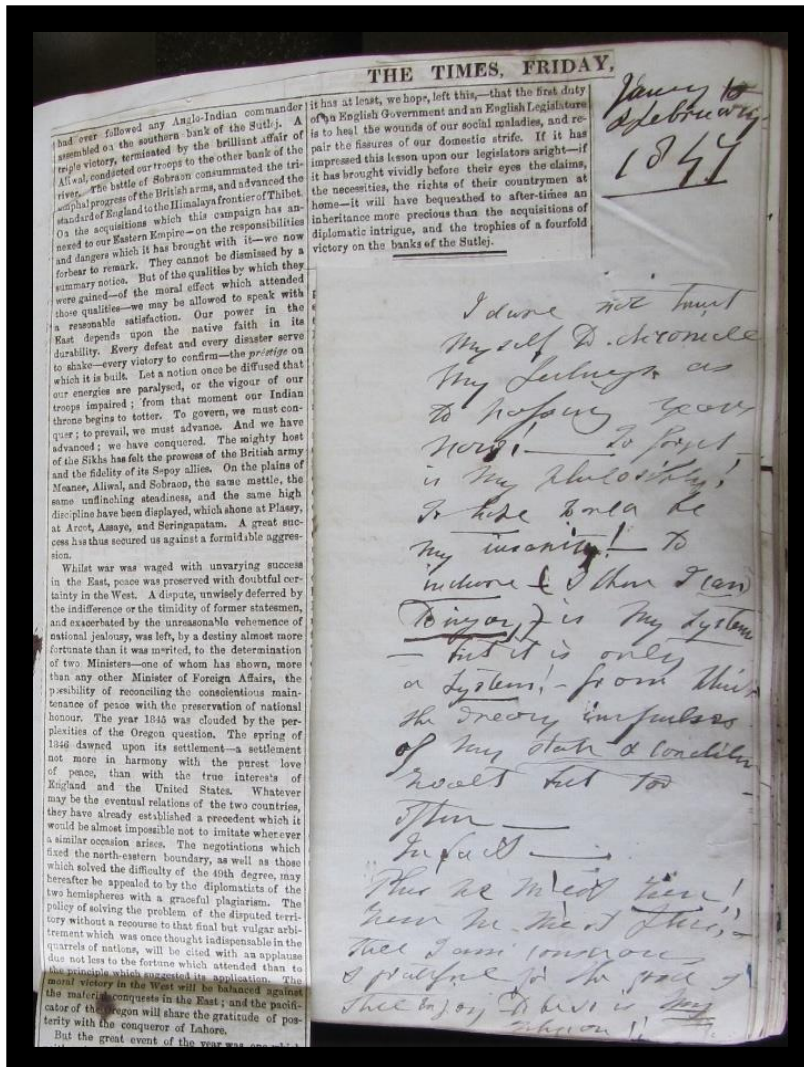 THE TIMES, FRIDAY,
had ever followed any Anglo-Indian commander
assembled on the southern bank of the Sutlej. A
triple victory, terminated by the brilliant affair of
Aliwal, conducted our troops to the other bank of the
river. The battle of Sobraon consummated the tri-
umphal progress of the British arms, and advanced the
standard of England to the Himalaya frontier of Thibet.
On the acquisitions which this campaign has an-
nexed to our Eastern Empire—on the responsibilities
and dangers which it has brought with it—we now
forbear to remark. They cannot be dismissed by a
summary notice. But of the qualities by which they
were gained—of the moral effect which attended
those qualities—we may be allowed to speak with
a reasonable satisfaction. Our power in the
East depends upon the native faith in its
durability. Every defeat and every disaster serve
to shake—every victory to confirm—the prestige on
which it is built. Let a notion once be diffused that
our energies are paralysed, or the vigour of our
troops impaired; from that moment our Indian
throne begins to totter. To govern, we must con-
quer; to prevail, we must advance. And we have
advanced; we have conquered. The mighty host
of the Sikhs has felt the prowess of the British army
and the fidelity of its Sepoy allies. On the plains of
Meanee, Aliwal, and Sobraon, the same mettle, the
same unflinching steadiness, and the same high
discipline have been displayed, which shone at Plassy,
at Arcot, Assaye, and Seringapatam. A great suc-
cess has thus secured us against a formidable aggres-
sion.
Whilst war was waged with unvarying success
in the East, peace was preserved with doubtful cer-
tainty in the West. A dispute, unwisely deferred by
the indifference or the timidity of former statesmen,
and exacerbated by the unreasonable vehemence of
national jealousy, was left, by a destiny almost more
fortunate than it was merited, to the determination
of two Ministers—one of whom has shown, more
than any other Minister of Foreign Affairs, the
possibility of reconciling the conscientious main-
tenance of peace with the preservation of national
honour. The year 1845 was clouded by the per-
plexities of the Oregon question. The spring of
1846 dawned upon its settlement—a settlement
not more in harmony with the purest love
of peace, than with the true interests of
England and the United States. Whatever
may be the eventual relations of the two countries,
they have already established a precedent which it
would be almost impossible not to imitate whenever
a similar occasion arises. The negotiations which
fixed the north-eastern boundary, as well as those
which solved the difficulty of the 49th degree, may
hereafter be appealed to by the diplomatists of the
two hemispheres with a graceful plagiarism. The
policy of solving the problem of the disputed terri-
tory without a recourse to that final but vulgar arbi-
trement which was once thought indispensable in the
quarrels of nations, will be cited with an applause
due not less to the fortune which attended than to
the principle which suggested its application. The
moral victory in the West will be balanced against
the material conquests in the East; and the pacifi-
cator of the Oregon will share the gratitude of pos-
terity with the conqueror of Lahore.
But the great event of the year was one which
it has at least, we hope, left this,—that the first duty
of an English Government and an English Legislature
is to heal the wounds of our social maladies, and re-
pair the fissures of our domestic strife. If it has
impressed this lesson upon our legislators aright—if
it has brought vividly before their eyes the claims,
the necessities, the rights of their countrymen at
home—it will have bequeathed to after-times an
inheritance more precious than the acquisitions of
diplomatic intrigue, and the trophies of a fourfold
victory on the banks of the Sutlej.
January to
February
1847
I dare not trust
myself to chronicle
my feelings as
to passing years
now! — To forget
is my philosophy!
would be
my insanity! — To
(I then I can
is my system
— but it is only
a system! — from which
the dreary impulses
of my state & condition
revolt but too
often —
In fact —
then!
I am conscious
& grateful for the good
enjoy is my
religion!!